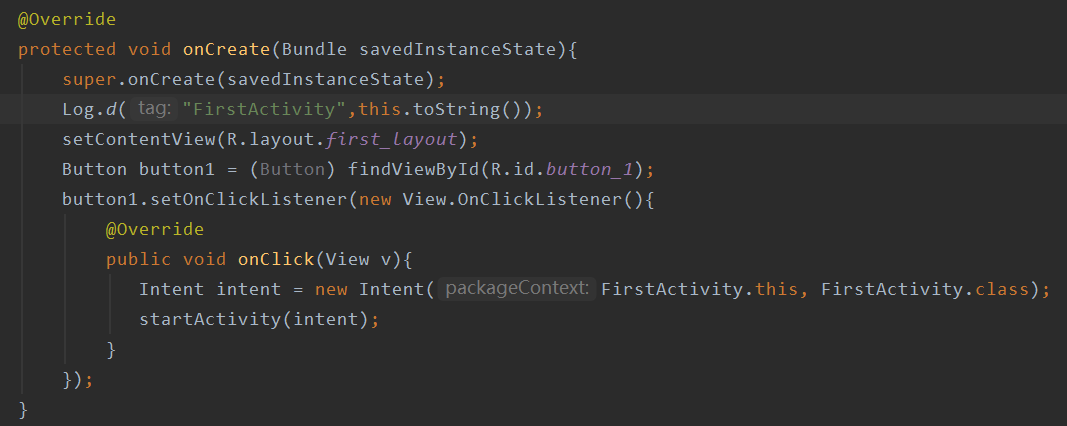 @Override
protected void onCreate(Bundle savedInstanceState){
super.onCreate(savedInstanceState);
Log.d( tag: "FirstActivity",this.toString());
setContentView(R.layout.first_layout);
Button button1 = (Button) findViewById(R.id.button_1);
button1.setOnClickListener(new View.OnClickListener(){
@Override
public void onClick(View v){
Intent intent = new Intent( packageContext: FirstActivity.this, FirstActivity.class);
startActivity(intent);
}
});
}